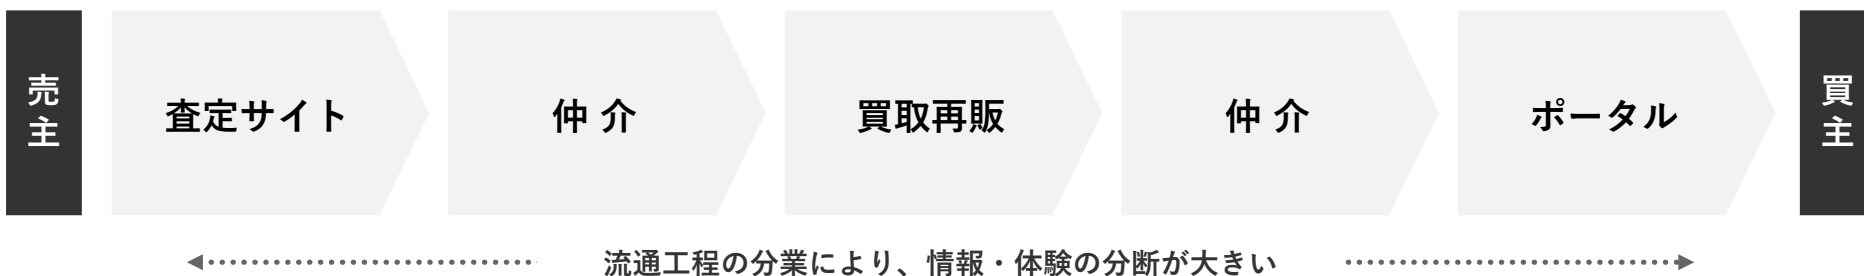 売主
査定サイト
仲 介
買取再販
仲 介
ポータル
買主
流通工程の分業により、情報・体験の分断が大きい